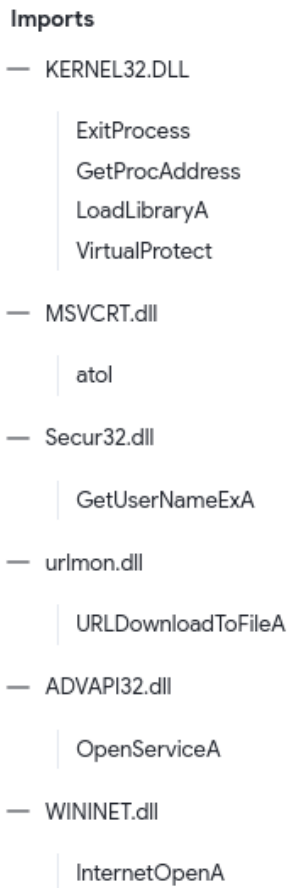 Imports
KERNEL32.DLL
ExitProcess
GetProcAddress
LoadLibraryA
VirtualProtect
MSVCRT.dll
atol
Secur32.dll
GetUserNameExA
urlmon.dll
URLDownloadToFileA
ADVAPI32.dll
OpenServiceA
WININET.dll
InternetOpenA